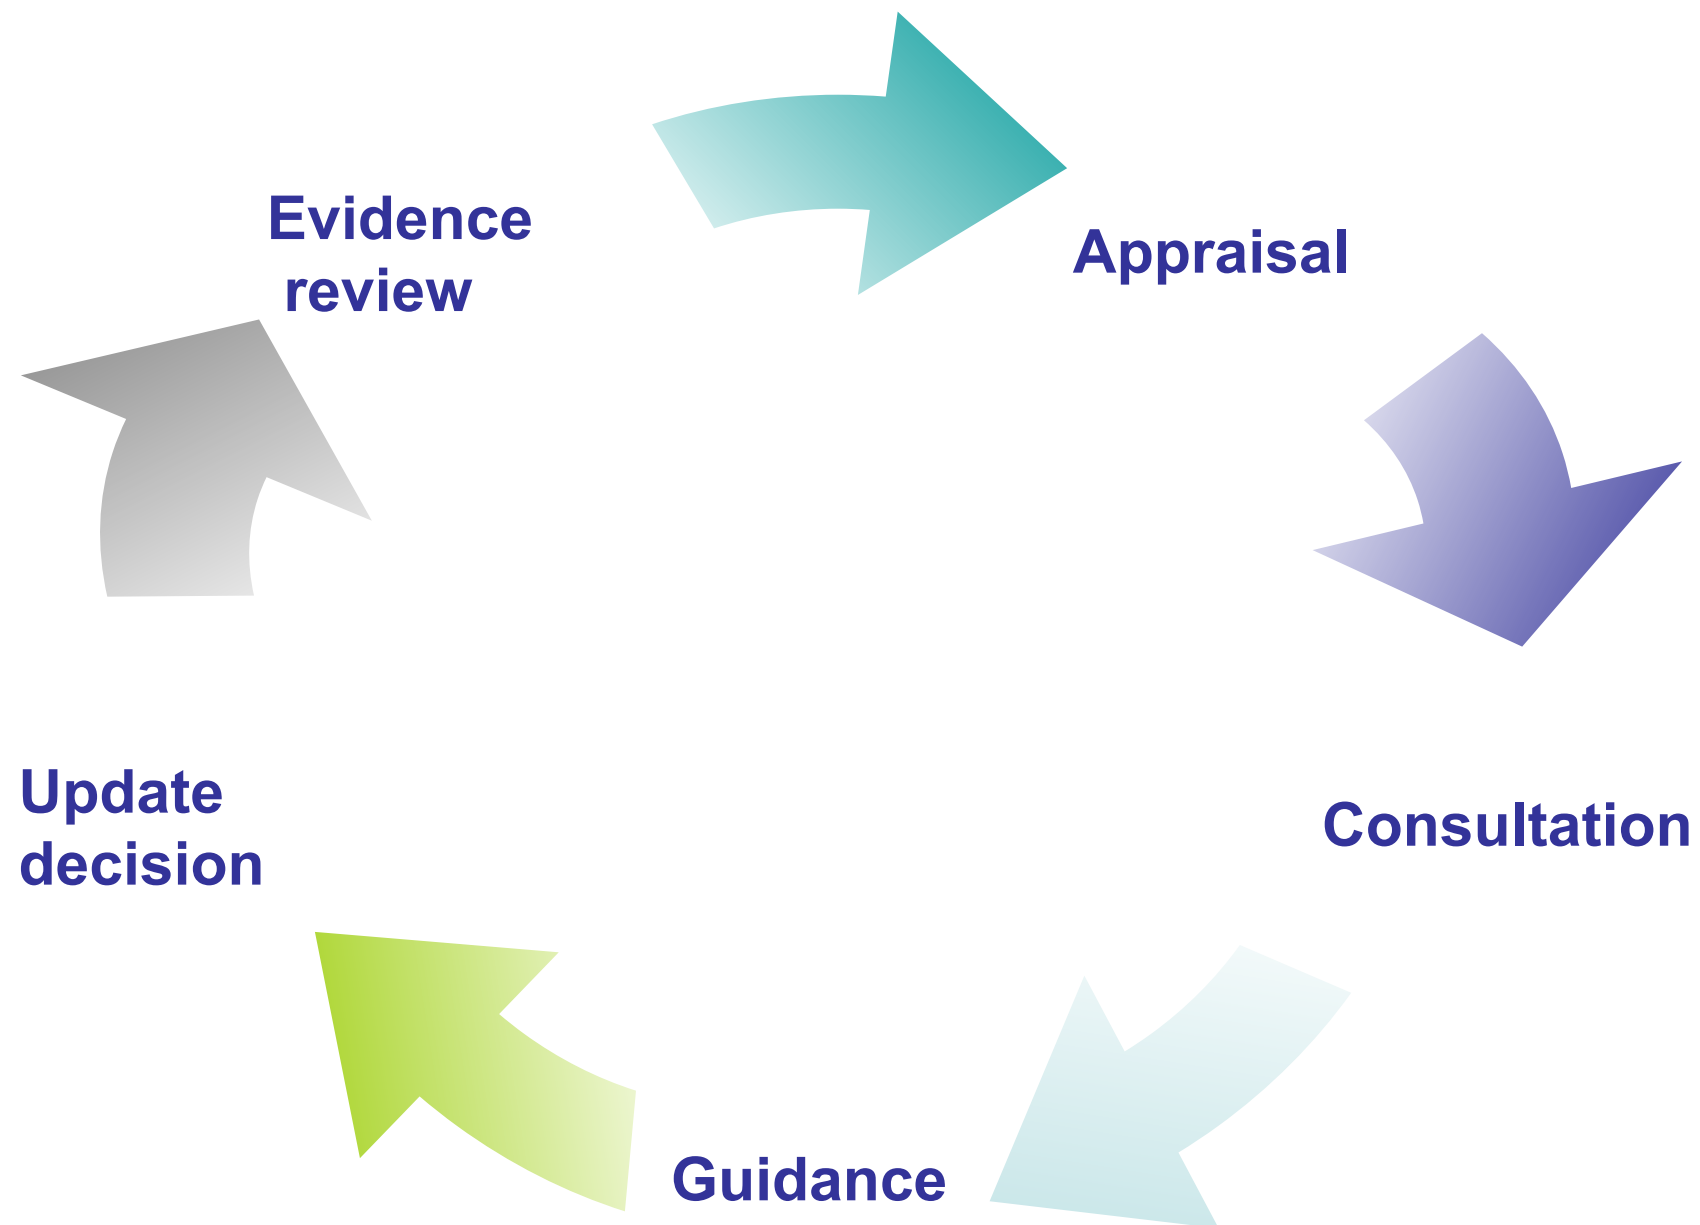 Evidence
review
Appraisal
Consultation
Guidance
Update
decision